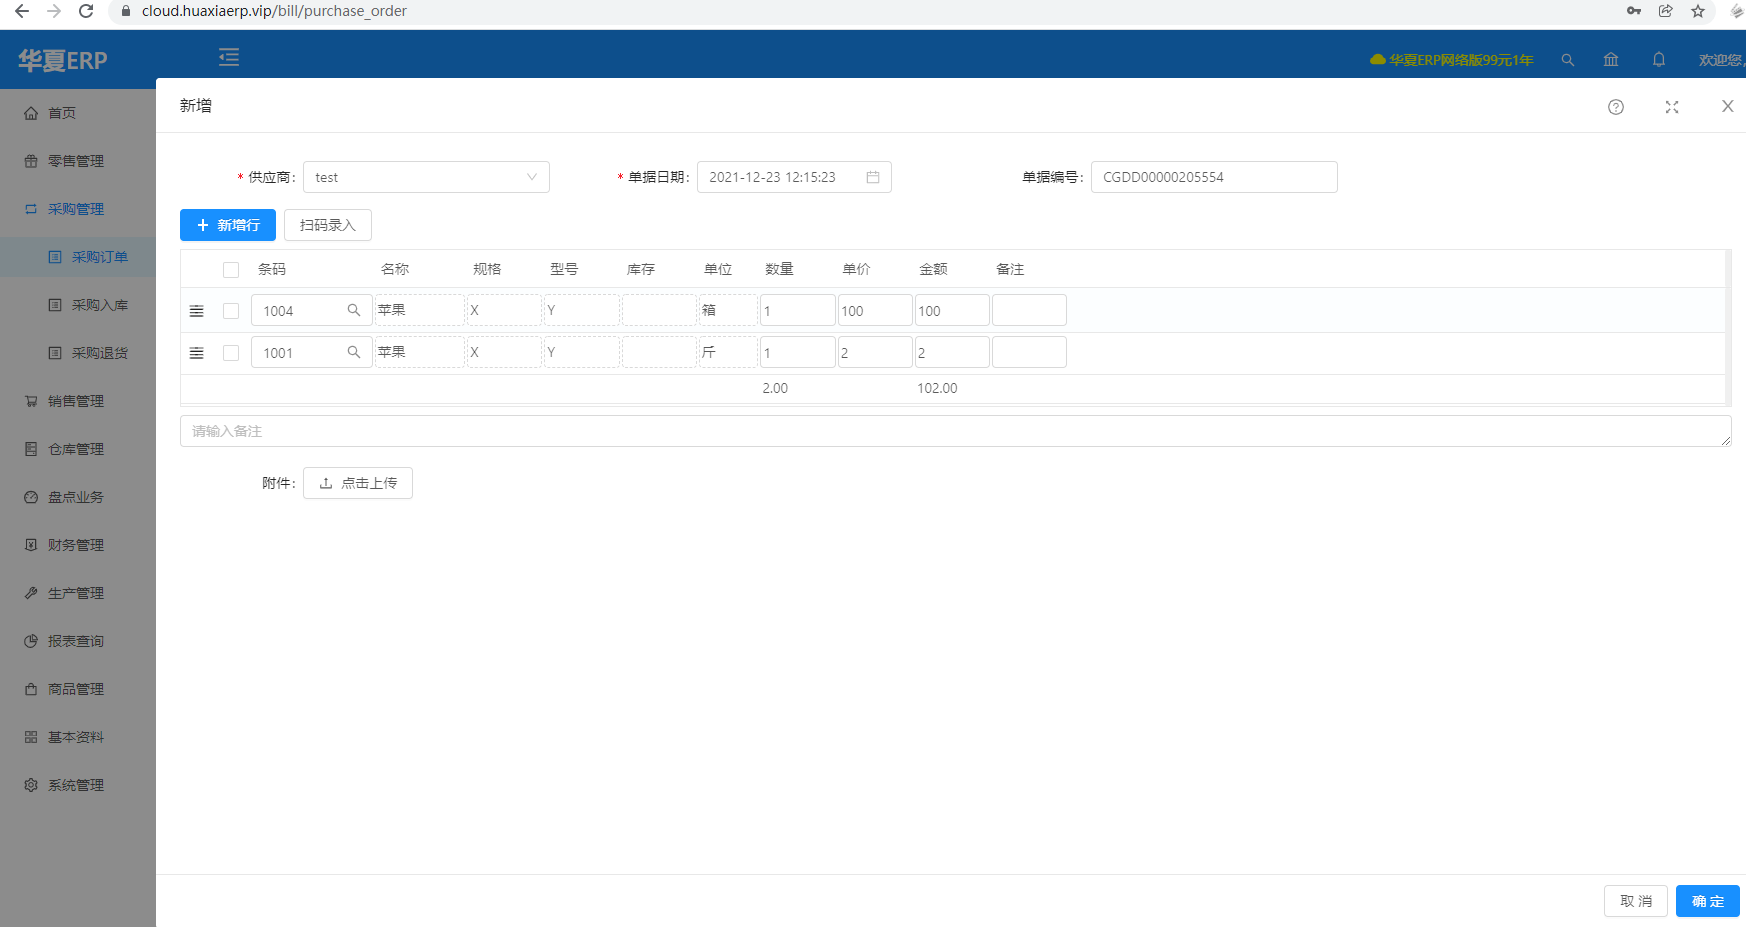 cloud.huaxiaerp.vip/bill/purchase_order
华夏ERP
华夏ERP网络版99元1年
欢迎您,
首页
零售管理
采购管理
采购订单
采购入库
采购退货
销售管理
仓库管理
盘点业务
财务管理
生产管理
报表查询
商品管理
基本资料
系统管理
新增
* 供应商: test * 单据日期: 2021-12-23 12:15:23 单据编号: CGDD00000205554
新增行 扫码录入
条码 名称 规格 型号 库存 单位 数量 单价 金额 备注
1004 苹果 X Y 箱 1 100 100
1001 苹果 X Y 斤 1 2 2
2.00 102.00
请输入备注
附件: 点击上传
取 消 确 定